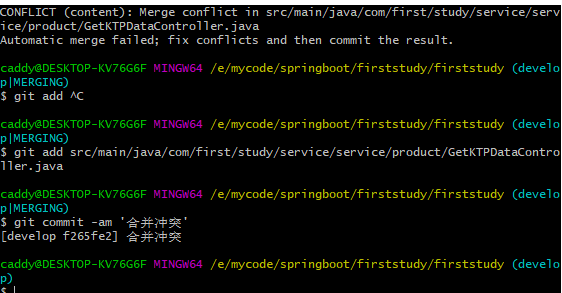 CONFLICT (content): Merge conflict in src/main/java/com/first/study/service/serv
ice/product/GetKTPDataController.java
Automatic merge failed; fix conflicts and then commit the result.
caddy@DESKTOP-KV76G6F MINGW64 /e/mycode/springboot/firststudy/firststudy (develo
p|MERGING)
$ git add ^C
caddy@DESKTOP-KV76G6F MINGW64 /e/mycode/springboot/firststudy/firststudy (develo
p|MERGING)
$ git add src/main/java/com/first/study/service/service/product/GetKTPDataContro
ller.java
caddy@DESKTOP-KV76G6F MINGW64 /e/mycode/springboot/firststudy/firststudy (develo
p|MERGING)
$ git commit -am '合并冲突'
[develop f265fe2] 合并冲突
caddy@DESKTOP-KV76G6F MINGW64 /e/mycode/springboot/firststudy/firststudy (develo
p)
$